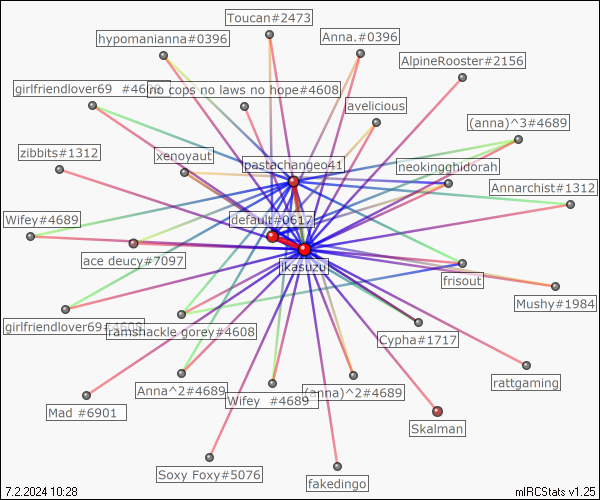 Toucan#2473
hypomanianna#0396
Anna.#0396
AlpineRooster#2156
girlfriendlover69 #4608
no cops no laws no hope#4608
avelicious
(anna)^3#4689
zibbits#1312
xenoyaut
pastachangeo41
neokingghidorah
Annarchist#1312
Wifey#4689
default#0617
ace deucy#7097
jkasuzu
frisout
Mushy#1984
girlfriendlover69#4608
ramshackle gorey#4608
Cypha#1717
rattgaming
Anna^2#4689
(anna)^2#4689
Mad #6901
Wifey #4689
Skalman
Soxy Foxy#5076
fakedingo
7.2.2024 10:28
mIRCStats v1.25